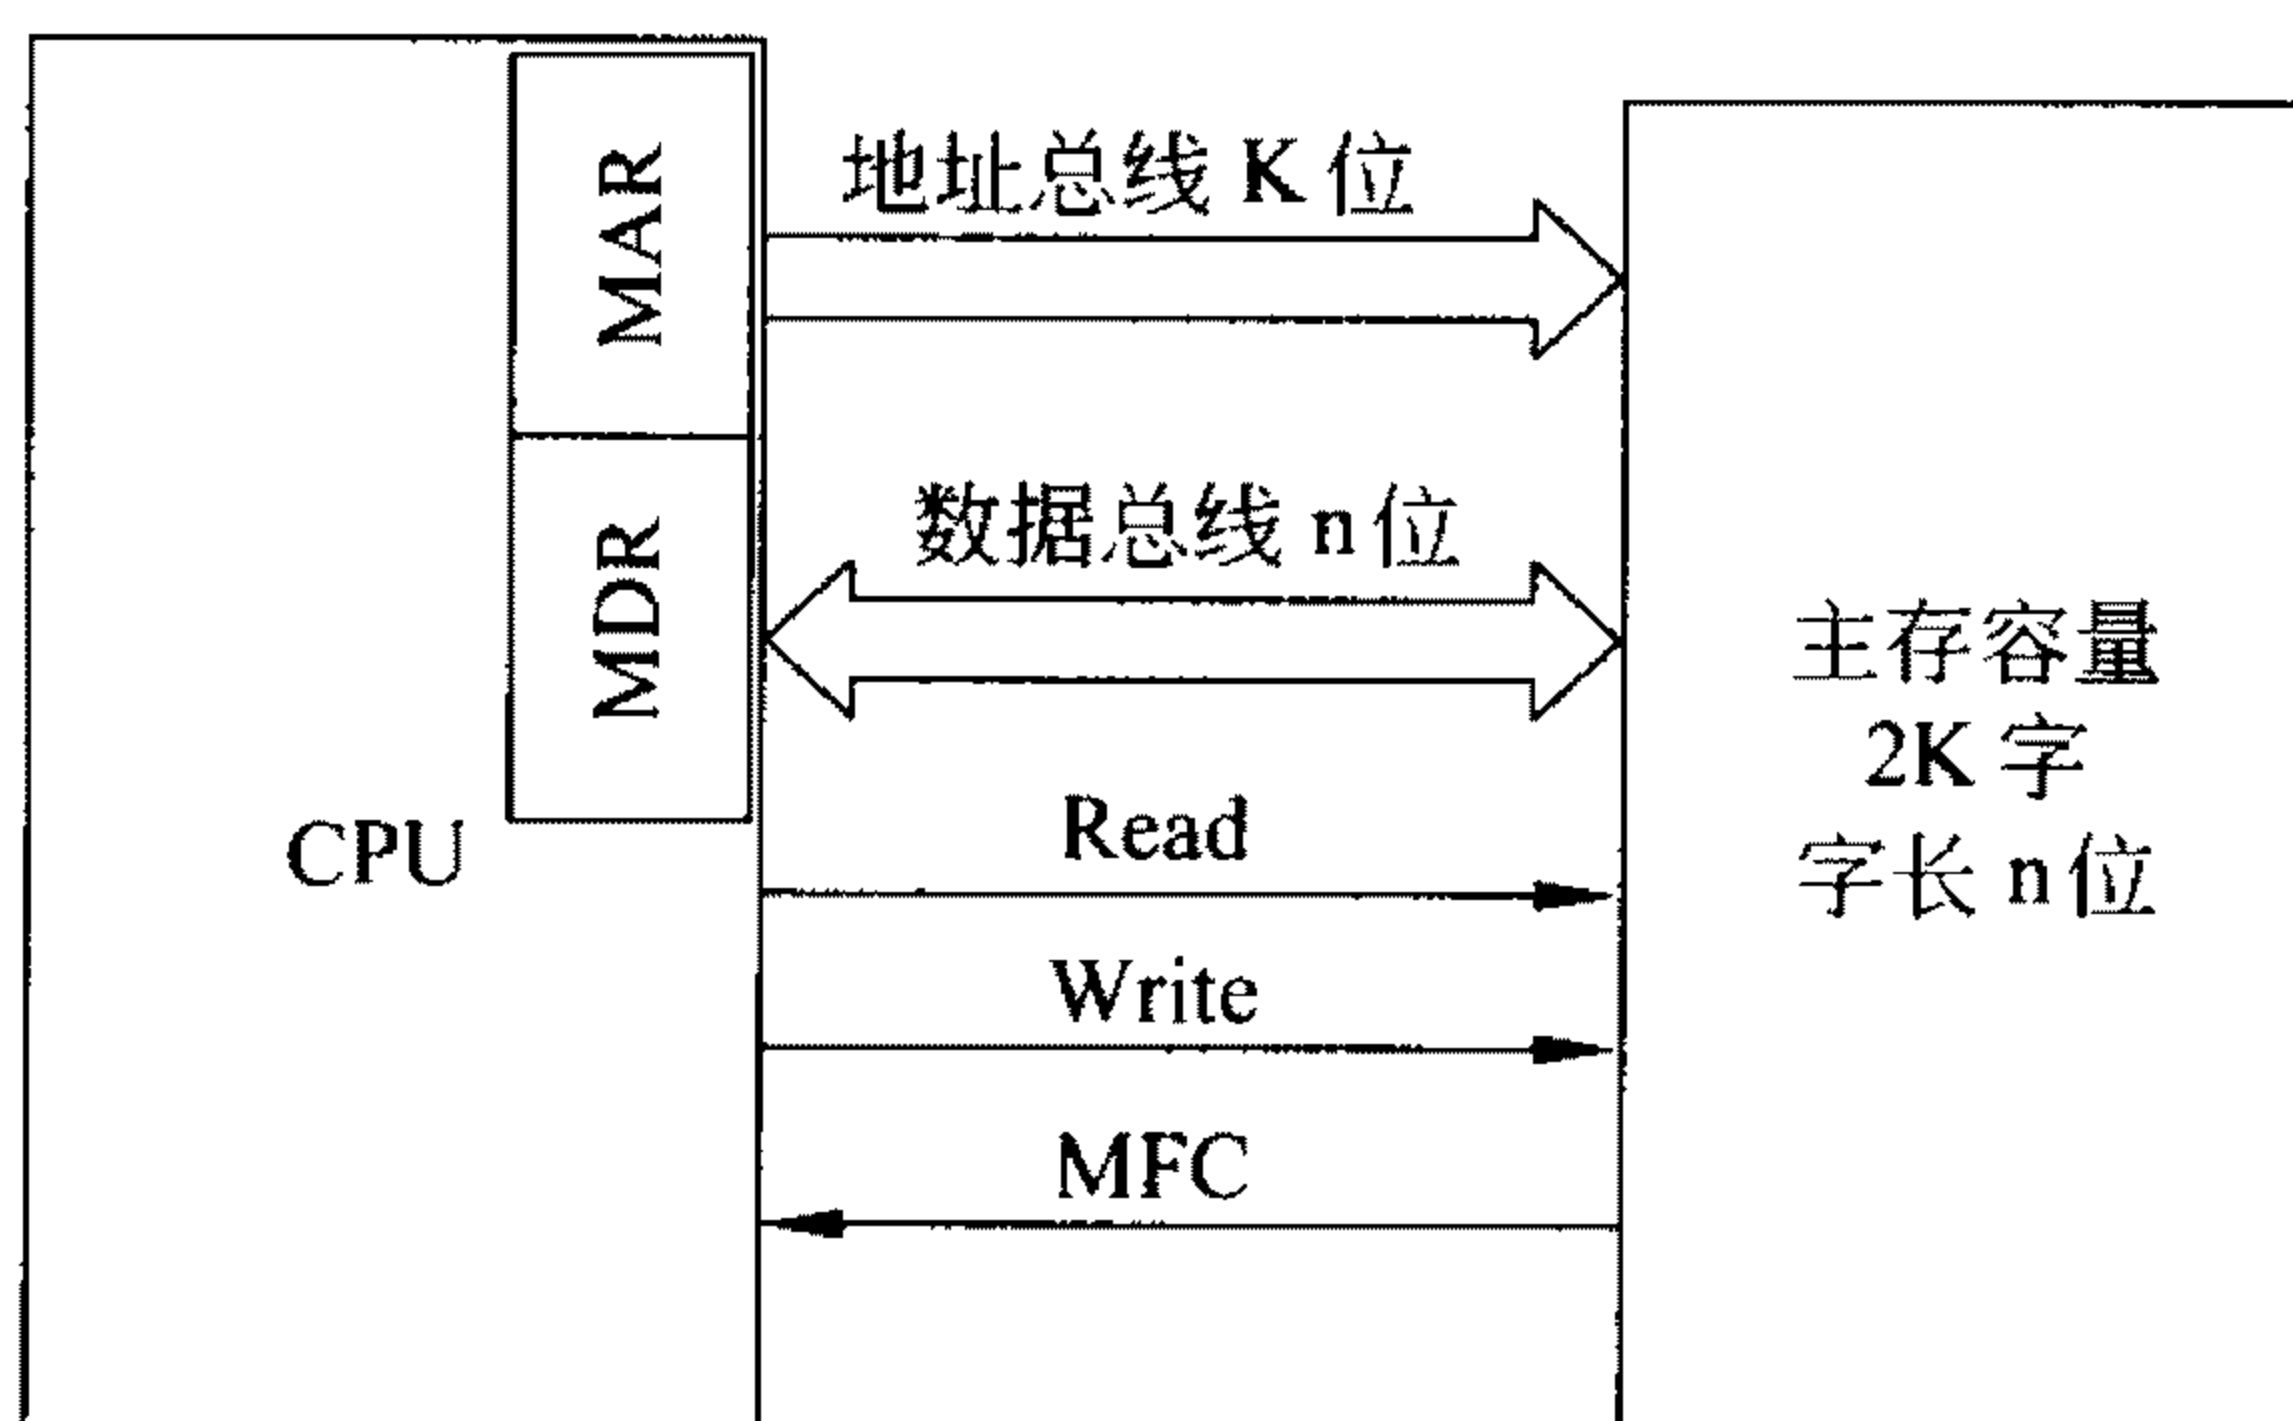 MAR
地址总线 K 位
MDR
数据总线 n 位
CPU
Read
Write
MFC
主存容量
2K 字
字长 n 位